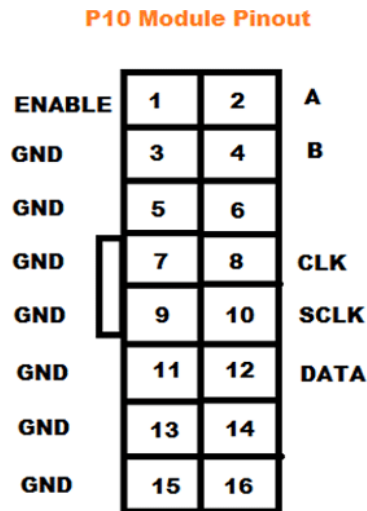 P10 Module Pinout
ENABLE 1 2 A
GND 3 4 B
GND 5 6
GND 7 8 CLK
GND 9 10 SCLK
GND 11 12 DATA
GND 13 14
GND 15 16